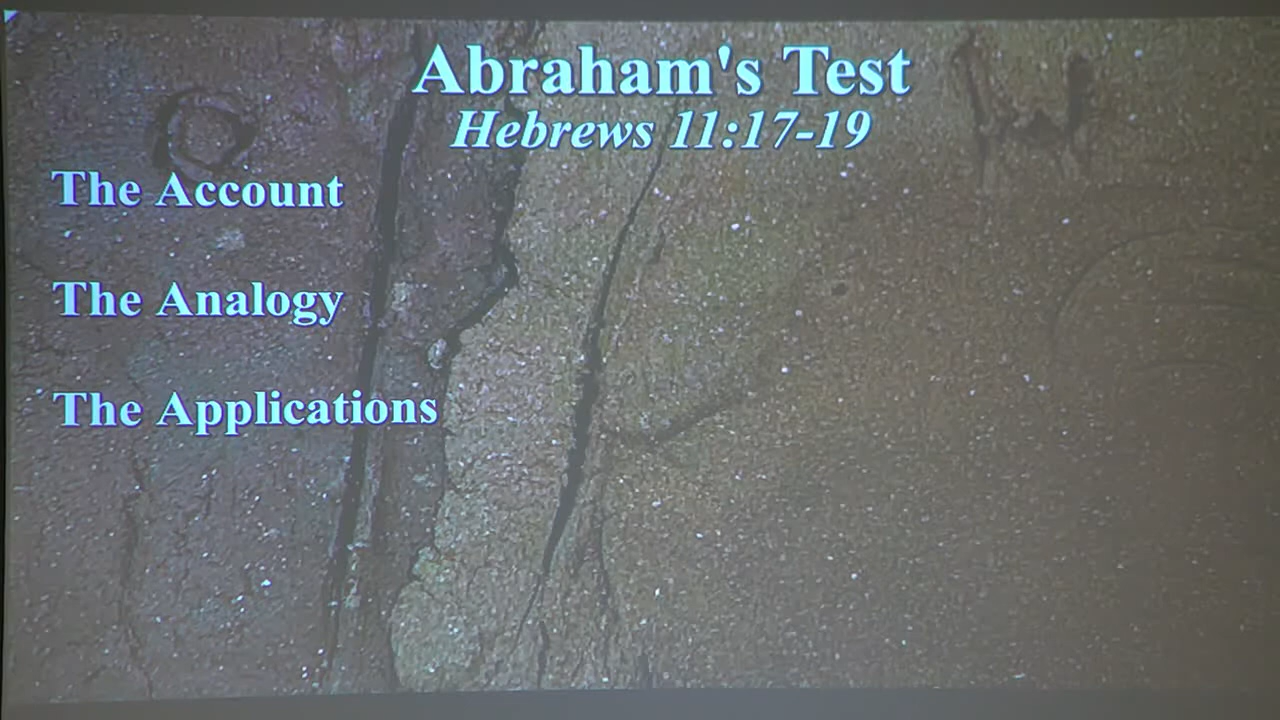 Abraham's Test
Hebrews 11:17-19
The Account
The Analogy
The Applications